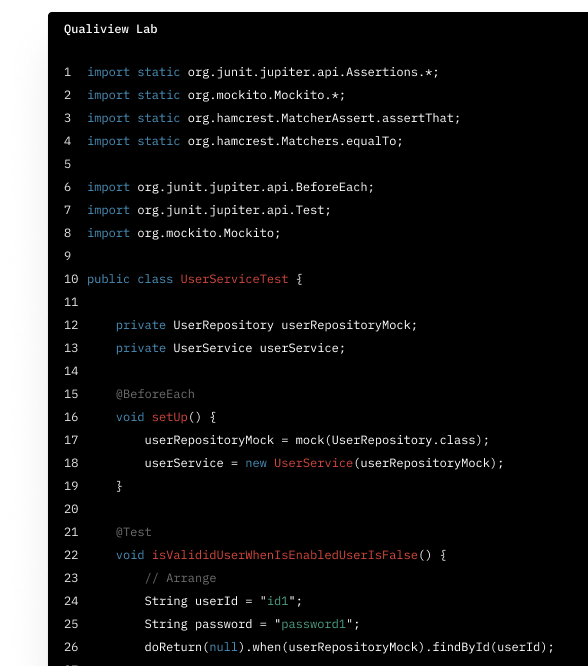 Qualiview Lab
1 import static org.junit.jupiter.api.Assertions.*;
2 import static org.mockito.Mockito.*;
3 import static org.hamcrest.MatcherAssert.assertThat;
4 import static org.hamcrest.Matchers.equalTo;
5
6 import org.junit.jupiter.api.BeforeEach;
7 import org.junit.jupiter.api.Test;
8 import org.mockito.Mockito;
9
10 public class UserServiceTest {
11
12     private UserRepository userRepositoryMock;
13     private UserService userService;
14
15     @BeforeEach
16     void setUp() {
17         userRepositoryMock = mock(UserRepository.class);
18         userService = new UserService(userRepositoryMock);
19     }
20
21     @Test
22     void isValididUserWhenIsEnabledUserIsFalse() {
23         // Arrange
24         String userId = "id1";
25         String password = "password1";
26         doReturn(null).when(userRepositoryMock).findById(userId);